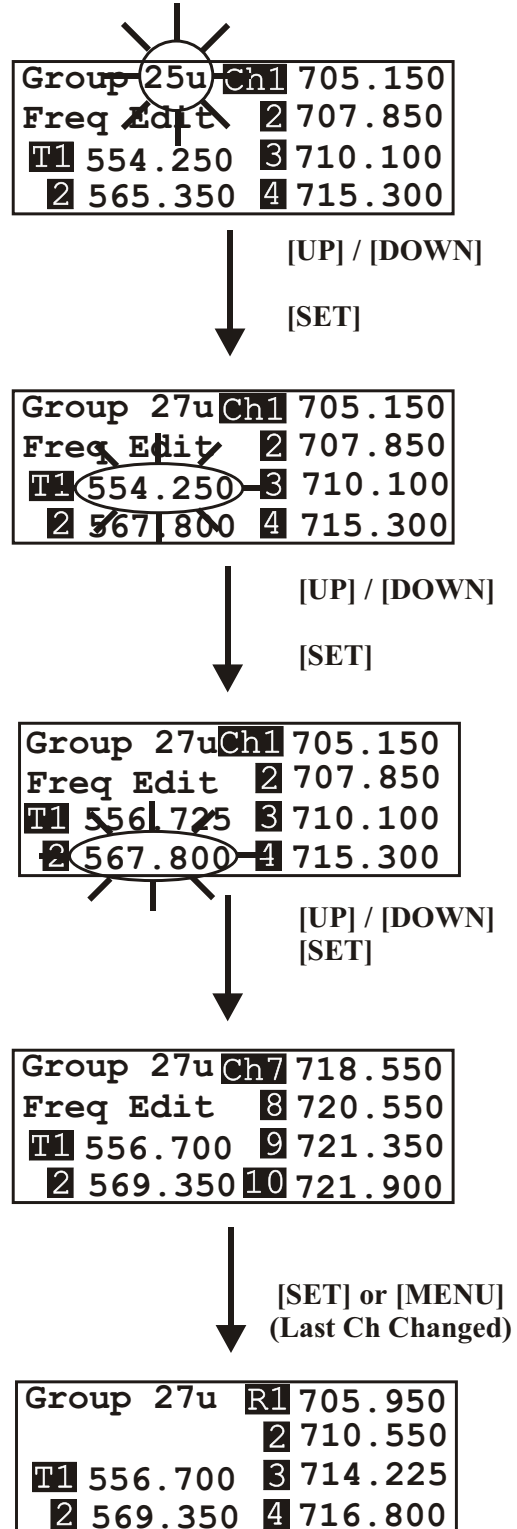 Group 25u Ch1 705.150
Freq Edit 2 707.850
T1 554.250 3 710.100
2 565.350 4 715.300
[UP] / [DOWN]
[SET]
Group 27u Ch1 705.150
Freq Edit 2 707.850
T1 554.250 3 710.100
2 567.800 4 715.300
[UP] / [DOWN]
[SET]
Group 27u Ch1 705.150
Freq Edit 2 707.850
T1 556.725 3 710.100
2 567.800 4 715.300
[UP] / [DOWN]
[SET]
Group 27u Ch7 718.550
Freq Edit 8 720.550
T1 556.700 9 721.350
2 569.350 10 721.900
[SET] or [MENU]
(Last Ch Changed)
Group 27u R1 705.950
2 710.550
T1 556.700 3 714.225
2 569.350 4 716.800